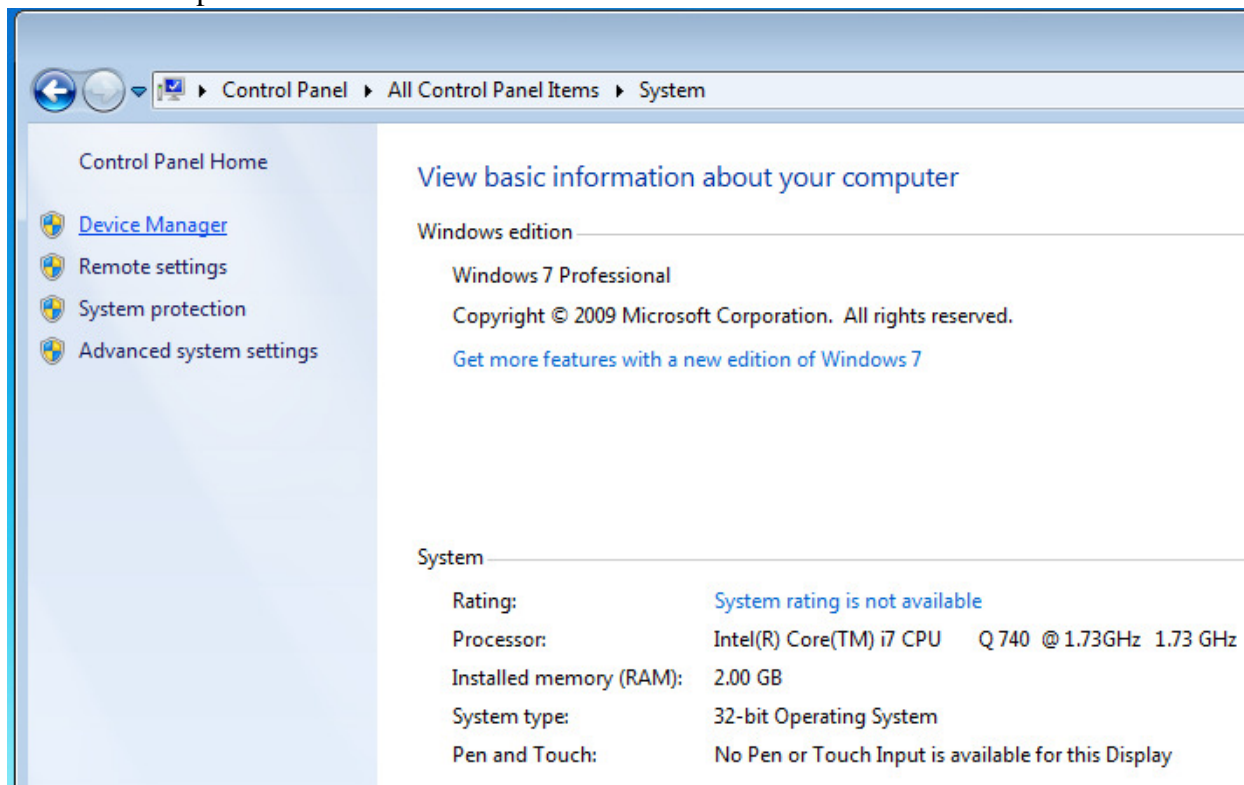 Control Panel ▸ All Control Panel Items ▸ System
Control Panel Home
Device Manager
Remote settings
System protection
Advanced system settings
View basic information about your computer
Windows edition
Windows 7 Professional
Copyright © 2009 Microsoft Corporation. All rights reserved.
Get more features with a new edition of Windows 7
System
Rating: System rating is not available
Processor: Intel(R) Core(TM) i7 CPU Q 740 @ 1.73GHz 1.73 GHz
Installed memory (RAM): 2.00 GB
System type: 32-bit Operating System
Pen and Touch: No Pen or Touch Input is available for this Display